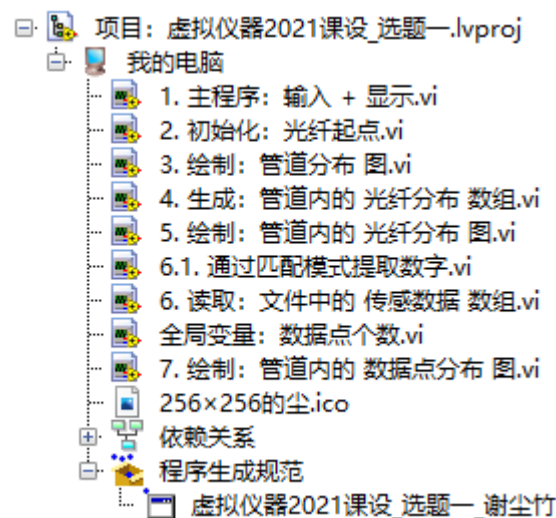 项目：虚拟仪器2021课设_选题一.lvproj
我的电脑
1. 主程序：输入 + 显示.vi
2. 初始化：光纤起点.vi
3. 绘制：管道分布 图.vi
4. 生成：管道内的 光纤分布 数组.vi
5. 绘制：管道内的 光纤分布 图.vi
6.1. 通过匹配模式提取数字.vi
6. 读取：文件中的 传感数据 数组.vi
全局变量：数据点个数.vi
7. 绘制：管道内的 数据点分布 图.vi
256×256的尘.ico
依赖关系
程序生成规范
虚拟仪器2021课设_选题一_谢尘竹